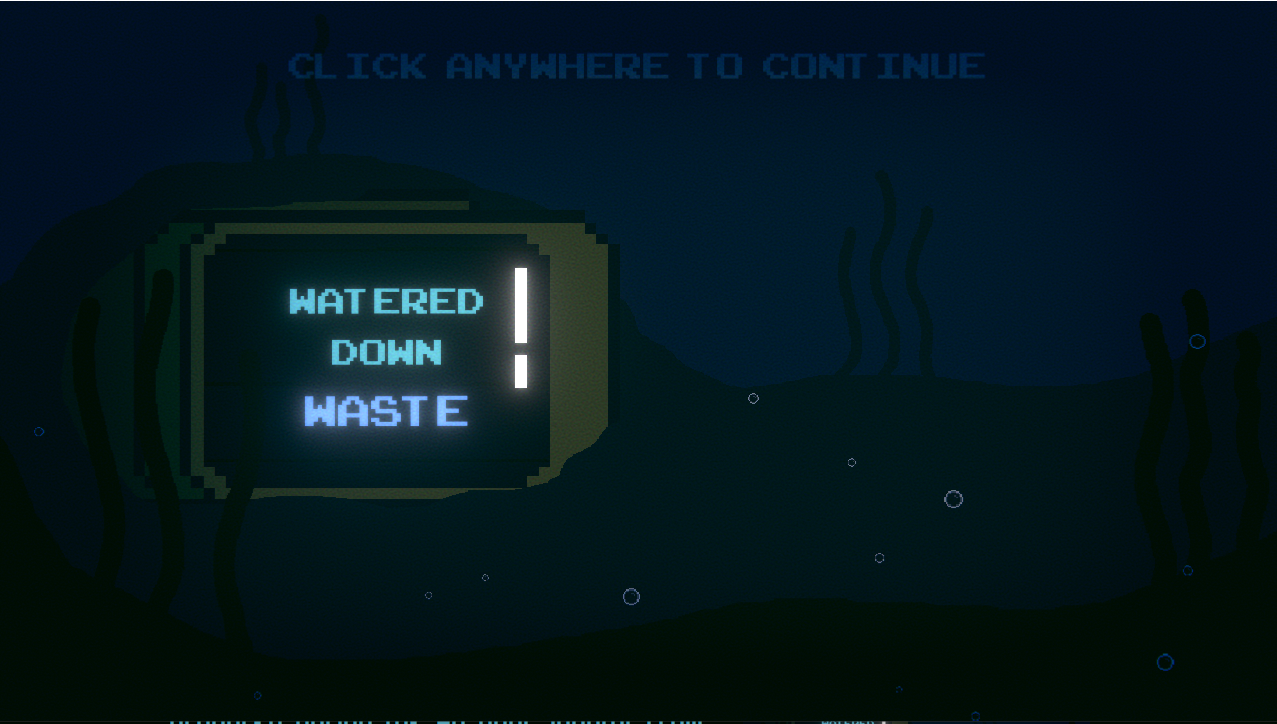 CLICK ANYWHERE TO CONTINUE
WATERED
DOWN
WASTE
!